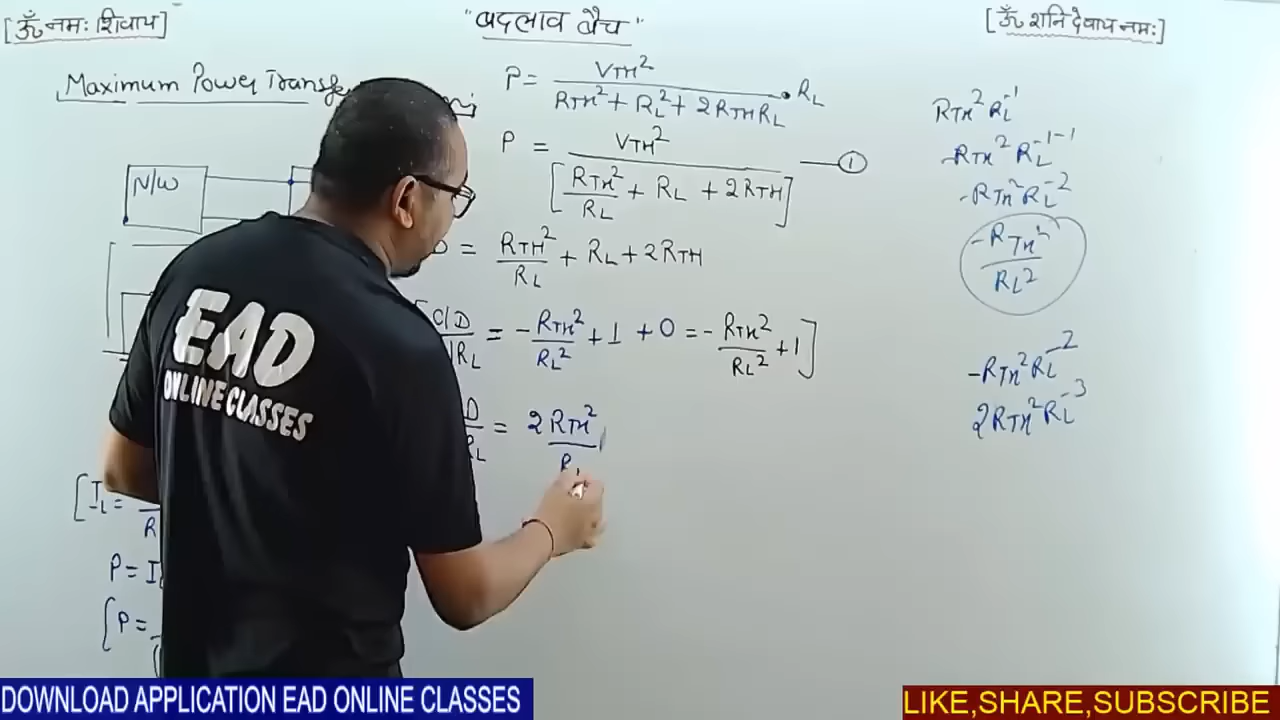 [ॐ नमः शिवाय]
"बदलाव बैच"
[ॐ शनि देवाय नमः]
Maximum Power Transfe
N/W
P = VTH² / RTH² + RL² + 2RTHRL • RL
P = VTH² / [RTH²/RL + RL + 2RTH] —①
D = RTH²/RL + RL + 2RTH
dD/dRL = -RTH²/RL² + 1 + 0 = -RTH²/RL² + 1]
= 2RTH²/RL
[IL =
R
P = I
[P =
RTH² RL⁻¹
-RTH² RL⁻¹⁻¹
-RTH² RL⁻²
-RTH²/RL²
-RTH² RL⁻²
2RTH² RL⁻³
EAD
ONLINE CLASSES
DOWNLOAD APPLICATION EAD ONLINE CLASSES
LIKE,SHARE,SUBSCRIBE